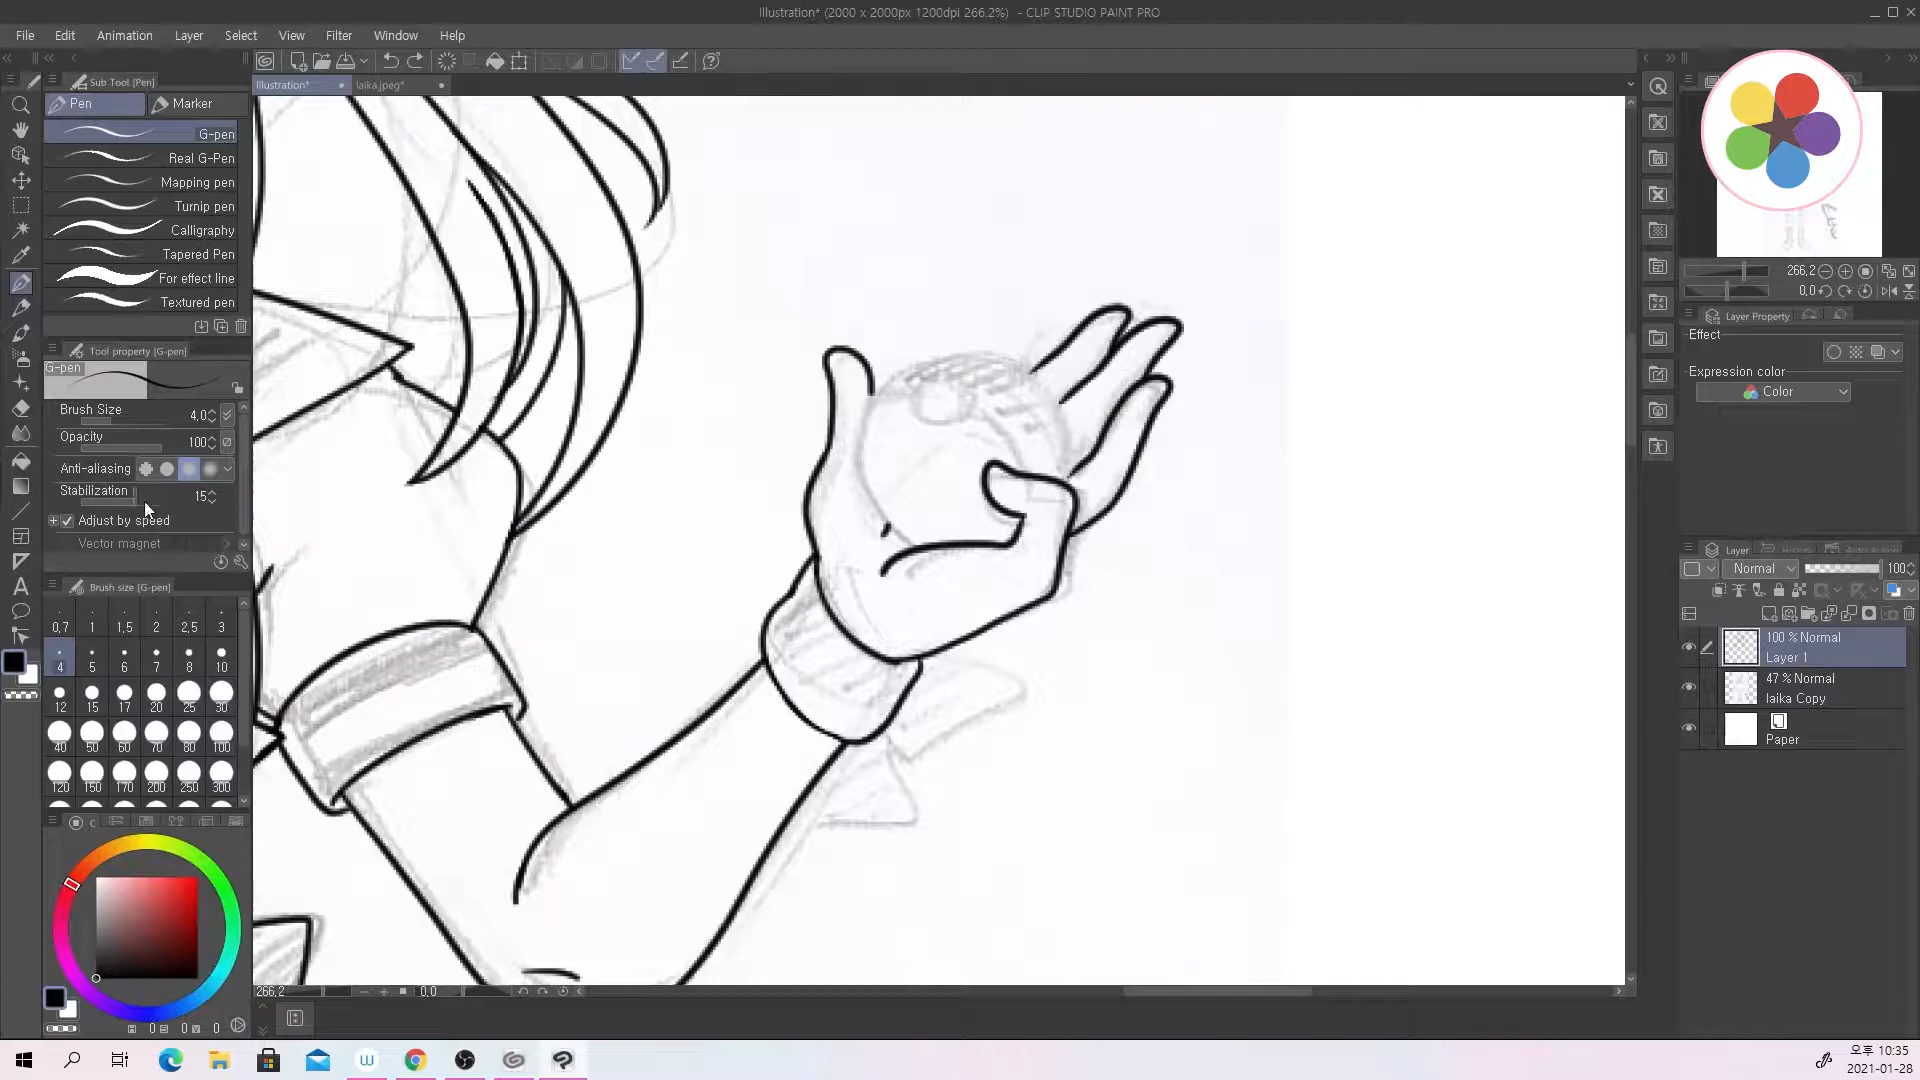 Illustration* (2000 x 2000px 1200dpi 266.2%) - CLIP STUDIO PAINT PRO
File Edit Animation Layer Select View Filter Window Help
Sub Tool [Pen]
Illustration* laika.jpeg*
Pen Marker
G-pen
Real G-Pen
Mapping pen
Turnip pen
Calligraphy
Tapered Pen
For effect line
Textured pen
Tool property [G-pen]
G-pen
Brush Size 4.0
Opacity 100
Anti-aliasing
Stabilization 15
Adjust by speed
Vector magnet
Brush size [G-pen]
0.7 1 1.5 2 2.5 3
4 5 6 7 8 10
12 15 17 20 25 30
40 50 60 70 80 100
120 150 170 200 250 300
0 0 0
266.2 0.0
266.2
0.0
Layer Property
Effect
Expression color
Color
Layer
Normal 100
100 % Normal
Layer 1
47 % Normal
laika Copy
Paper
오후 10:35
2021-01-28